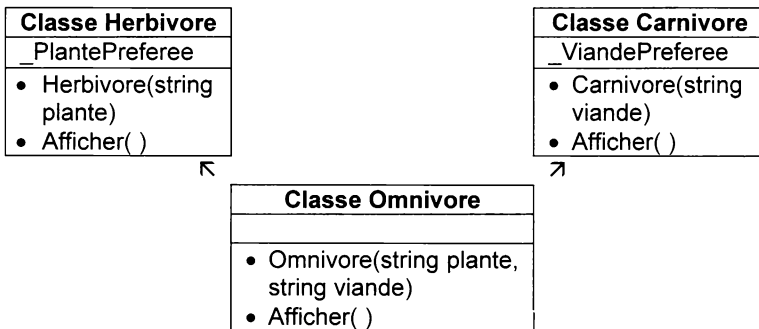 Classe Herbivore
_PlantePreferee
• Herbivore(string
plante)
• Afficher( )
Classe Carnivore
_ViandePreferee
• Carnivore(string
viande)
• Afficher( )
Classe Omnivore
• Omnivore(string plante,
string viande)
• Afficher( )